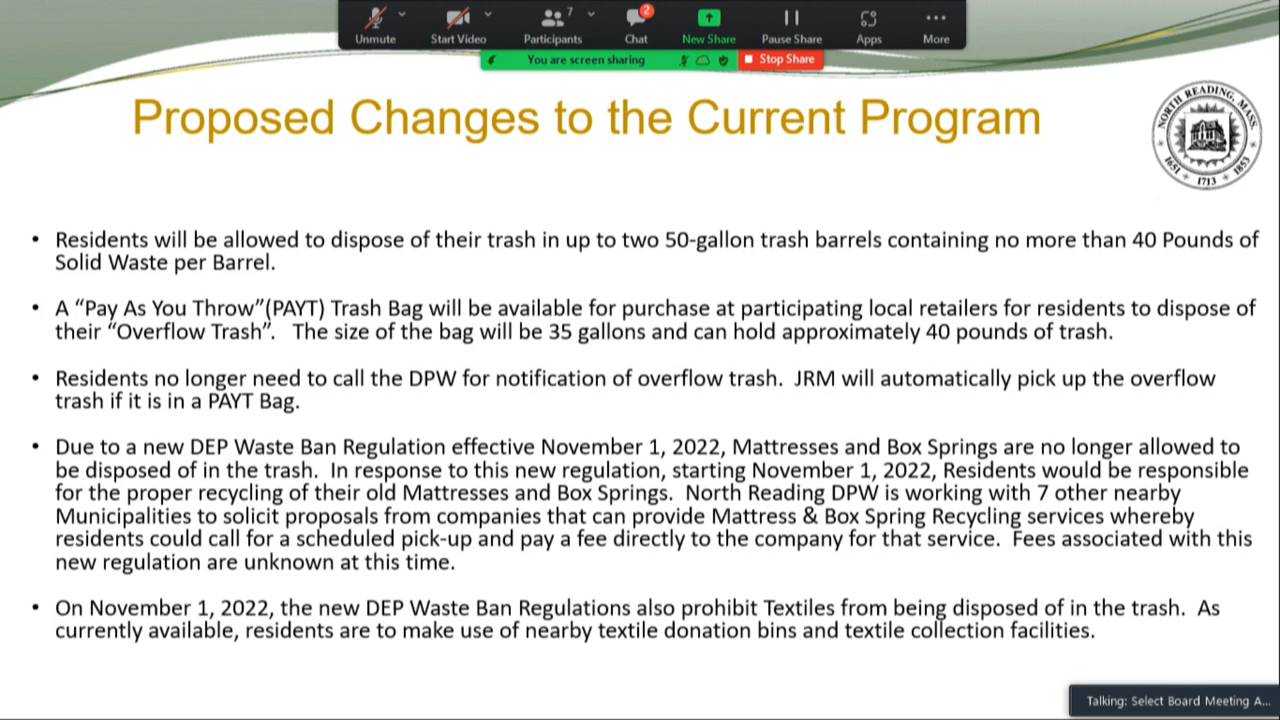 7
2
Unmute
Start Video
Participants
Chat
New Share
Pause Share
Apps
More
You are screen sharing
Stop Share
Proposed Changes to the Current Program
NORTH READING, MASS.
1651 1713 1853
• Residents will be allowed to dispose of their trash in up to two 50-gallon trash barrels containing no more than 40 Pounds of
Solid Waste per Barrel.
• A “Pay As You Throw”(PAYT) Trash Bag will be available for purchase at participating local retailers for residents to dispose of
their “Overflow Trash”. The size of the bag will be 35 gallons and can hold approximately 40 pounds of trash.
• Residents no longer need to call the DPW for notification of overflow trash. JRM will automatically pick up the overflow
trash if it is in a PAYT Bag.
• Due to a new DEP Waste Ban Regulation effective November 1, 2022, Mattresses and Box Springs are no longer allowed to
be disposed of in the trash. In response to this new regulation, starting November 1, 2022, Residents would be responsible
for the proper recycling of their old Mattresses and Box Springs. North Reading DPW is working with 7 other nearby
Municipalities to solicit proposals from companies that can provide Mattress & Box Spring Recycling services whereby
residents could call for a scheduled pick-up and pay a fee directly to the company for that service. Fees associated with this
new regulation are unknown at this time.
• On November 1, 2022, the new DEP Waste Ban Regulations also prohibit Textiles from being disposed of in the trash. As
currently available, residents are to make use of nearby textile donation bins and textile collection facilities.
Talking: Select Board Meeting A...